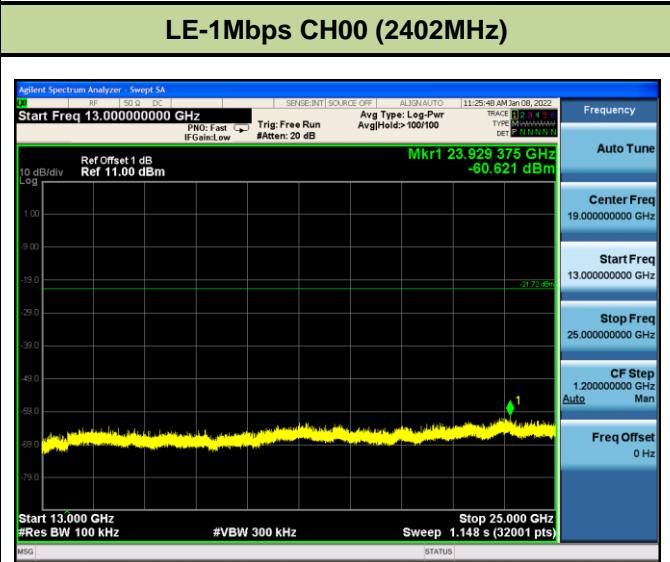 LE-1Mbps CH00 (2402MHz)
Agilent Spectrum Analyzer - Swept SA
RF 50 Ω DC SENSE:INT SOURCE OFF ALIGNAUTO 11:25:48 AM Jan 08, 2022
Start Freq 13.000000000 GHz
PNO: Fast
IFGain:Low
Trig: Free Run
#Atten: 20 dB
Avg Type: Log-Pwr
Avg|Hold:> 100/100
TRACE 1 2 3 4 5 6
TYPE M
DET P N N N N N
Ref Offset 1 dB
Ref 11.00 dBm
10 dB/div
Log
Mkr1 23.929 375 GHz
-60.621 dBm
1.00
-9.00
-19.0
-21.72 dBm
-29.0
-39.0
-49.0
-59.0
1
-69.0
-79.0
Start 13.000 GHz
Stop 25.000 GHz
#Res BW 100 kHz
#VBW 300 kHz
Sweep 1.148 s (32001 pts)
MSG
STATUS
Frequency
Auto Tune
Center Freq
19.000000000 GHz
Start Freq
13.000000000 GHz
Stop Freq
25.000000000 GHz
CF Step
1.200000000 GHz
Auto Man
Freq Offset
0 Hz